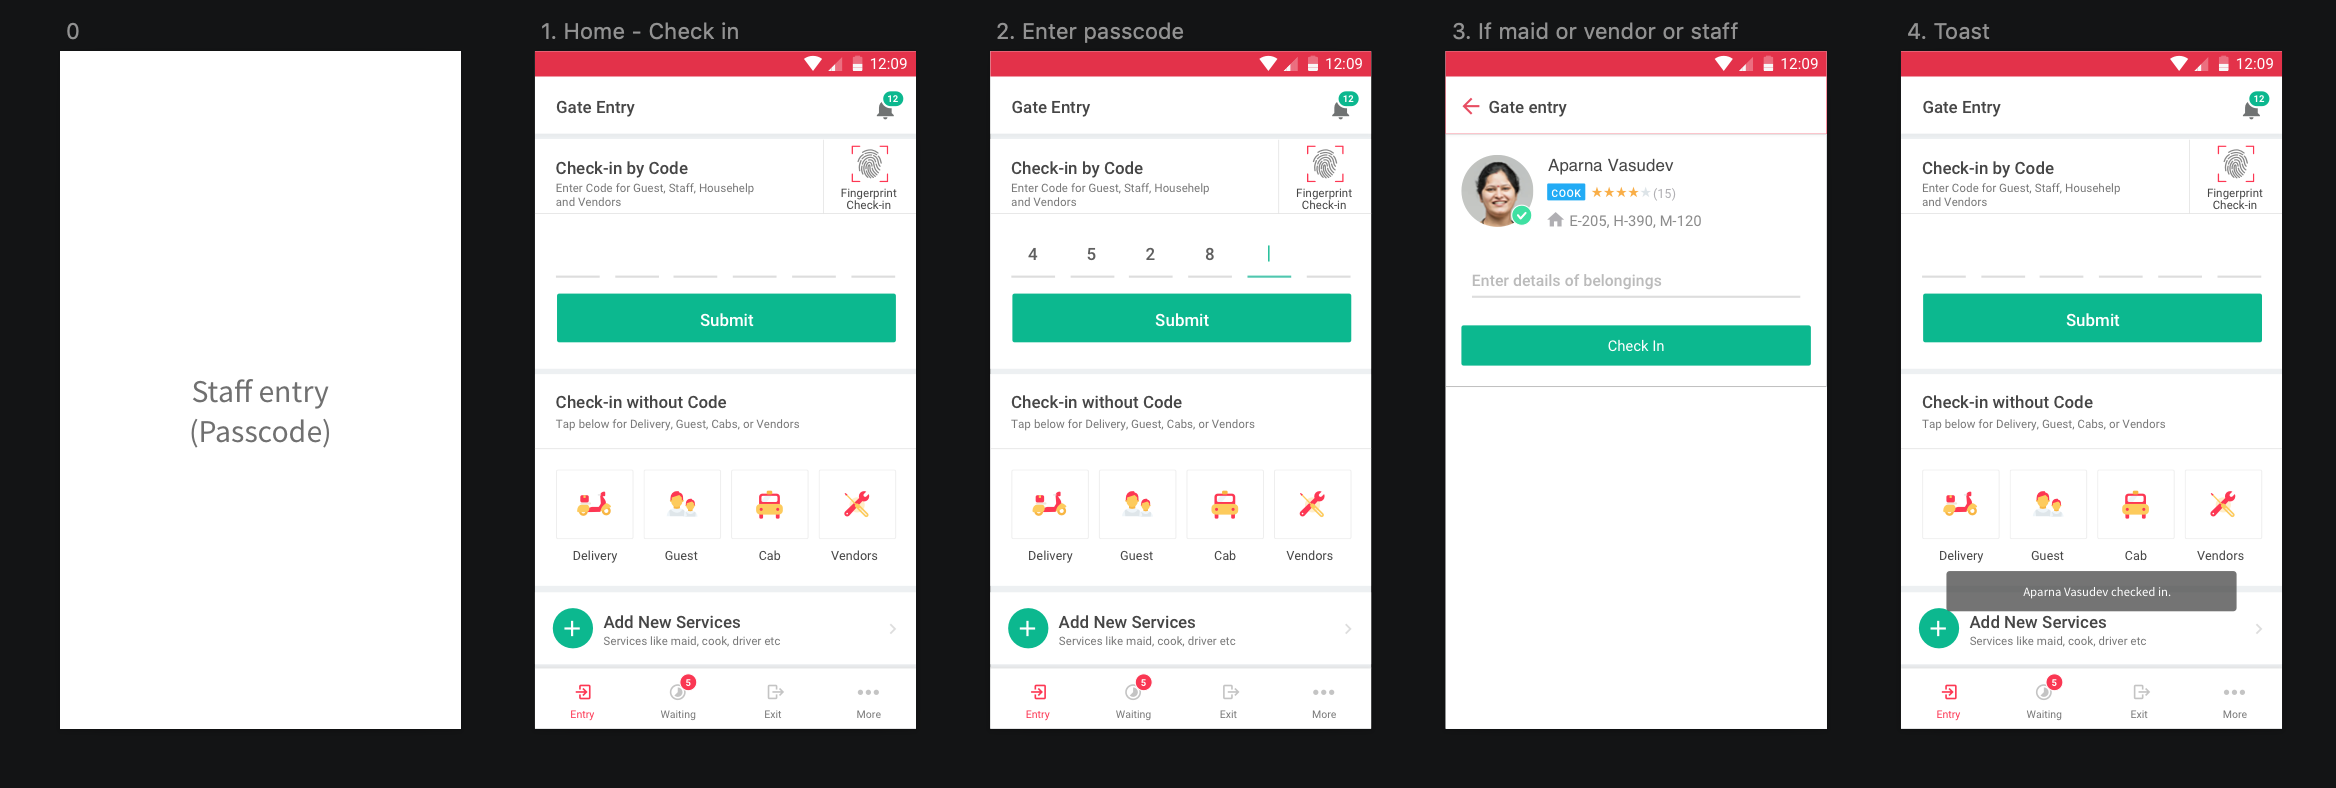 0
Staff entry
(Passcode)
1. Home - Check in
12:09
Gate Entry
12
Check-in by Code
Enter Code for Guest, Staff, Househelp
and Vendors
Fingerprint
Check-in
Submit
Check-in without Code
Tap below for Delivery, Guest, Cabs, or Vendors
Delivery
Guest
Cab
Vendors
Add New Services
Services like maid, cook, driver etc
5
Entry
Waiting
Exit
More
2. Enter passcode
12:09
Gate Entry
12
Check-in by Code
Enter Code for Guest, Staff, Househelp
and Vendors
Fingerprint
Check-in
4 5 2 8
Submit
Check-in without Code
Tap below for Delivery, Guest, Cabs, or Vendors
Delivery
Guest
Cab
Vendors
Add New Services
Services like maid, cook, driver etc
5
Entry
Waiting
Exit
More
3. If maid or vendor or staff
12:09
Gate entry
Aparna Vasudev
COOK
(15)
E-205, H-390, M-120
Enter details of belongings
Check In
4. Toast
12:09
Gate Entry
12
Check-in by Code
Enter Code for Guest, Staff, Househelp
and Vendors
Fingerprint
Check-in
Submit
Check-in without Code
Tap below for Delivery, Guest, Cabs, or Vendors
Delivery
Guest
Cab
Vendors
Aparna Vasudev checked in.
Add New Services
Services like maid, cook, driver etc
5
Entry
Waiting
Exit
More